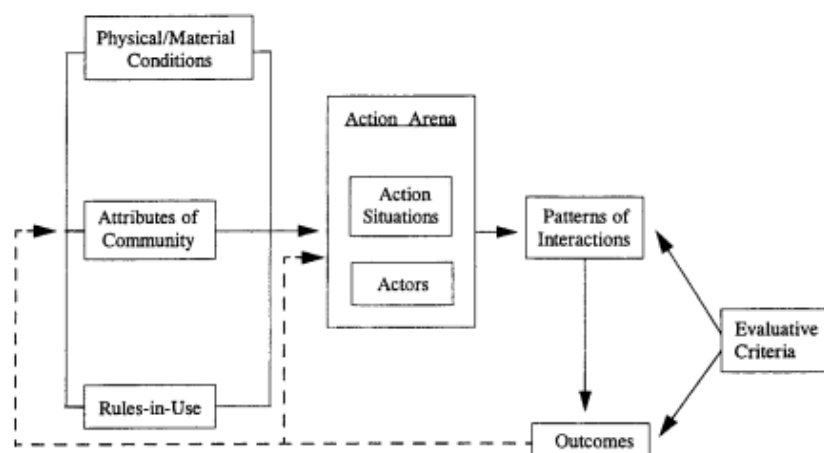 Physical/Material
Conditions
Attributes of
Community
Rules-in-Use
Action Arena
Action
Situations
Actors
Patterns of
Interactions
Outcomes
Evaluative
Criteria